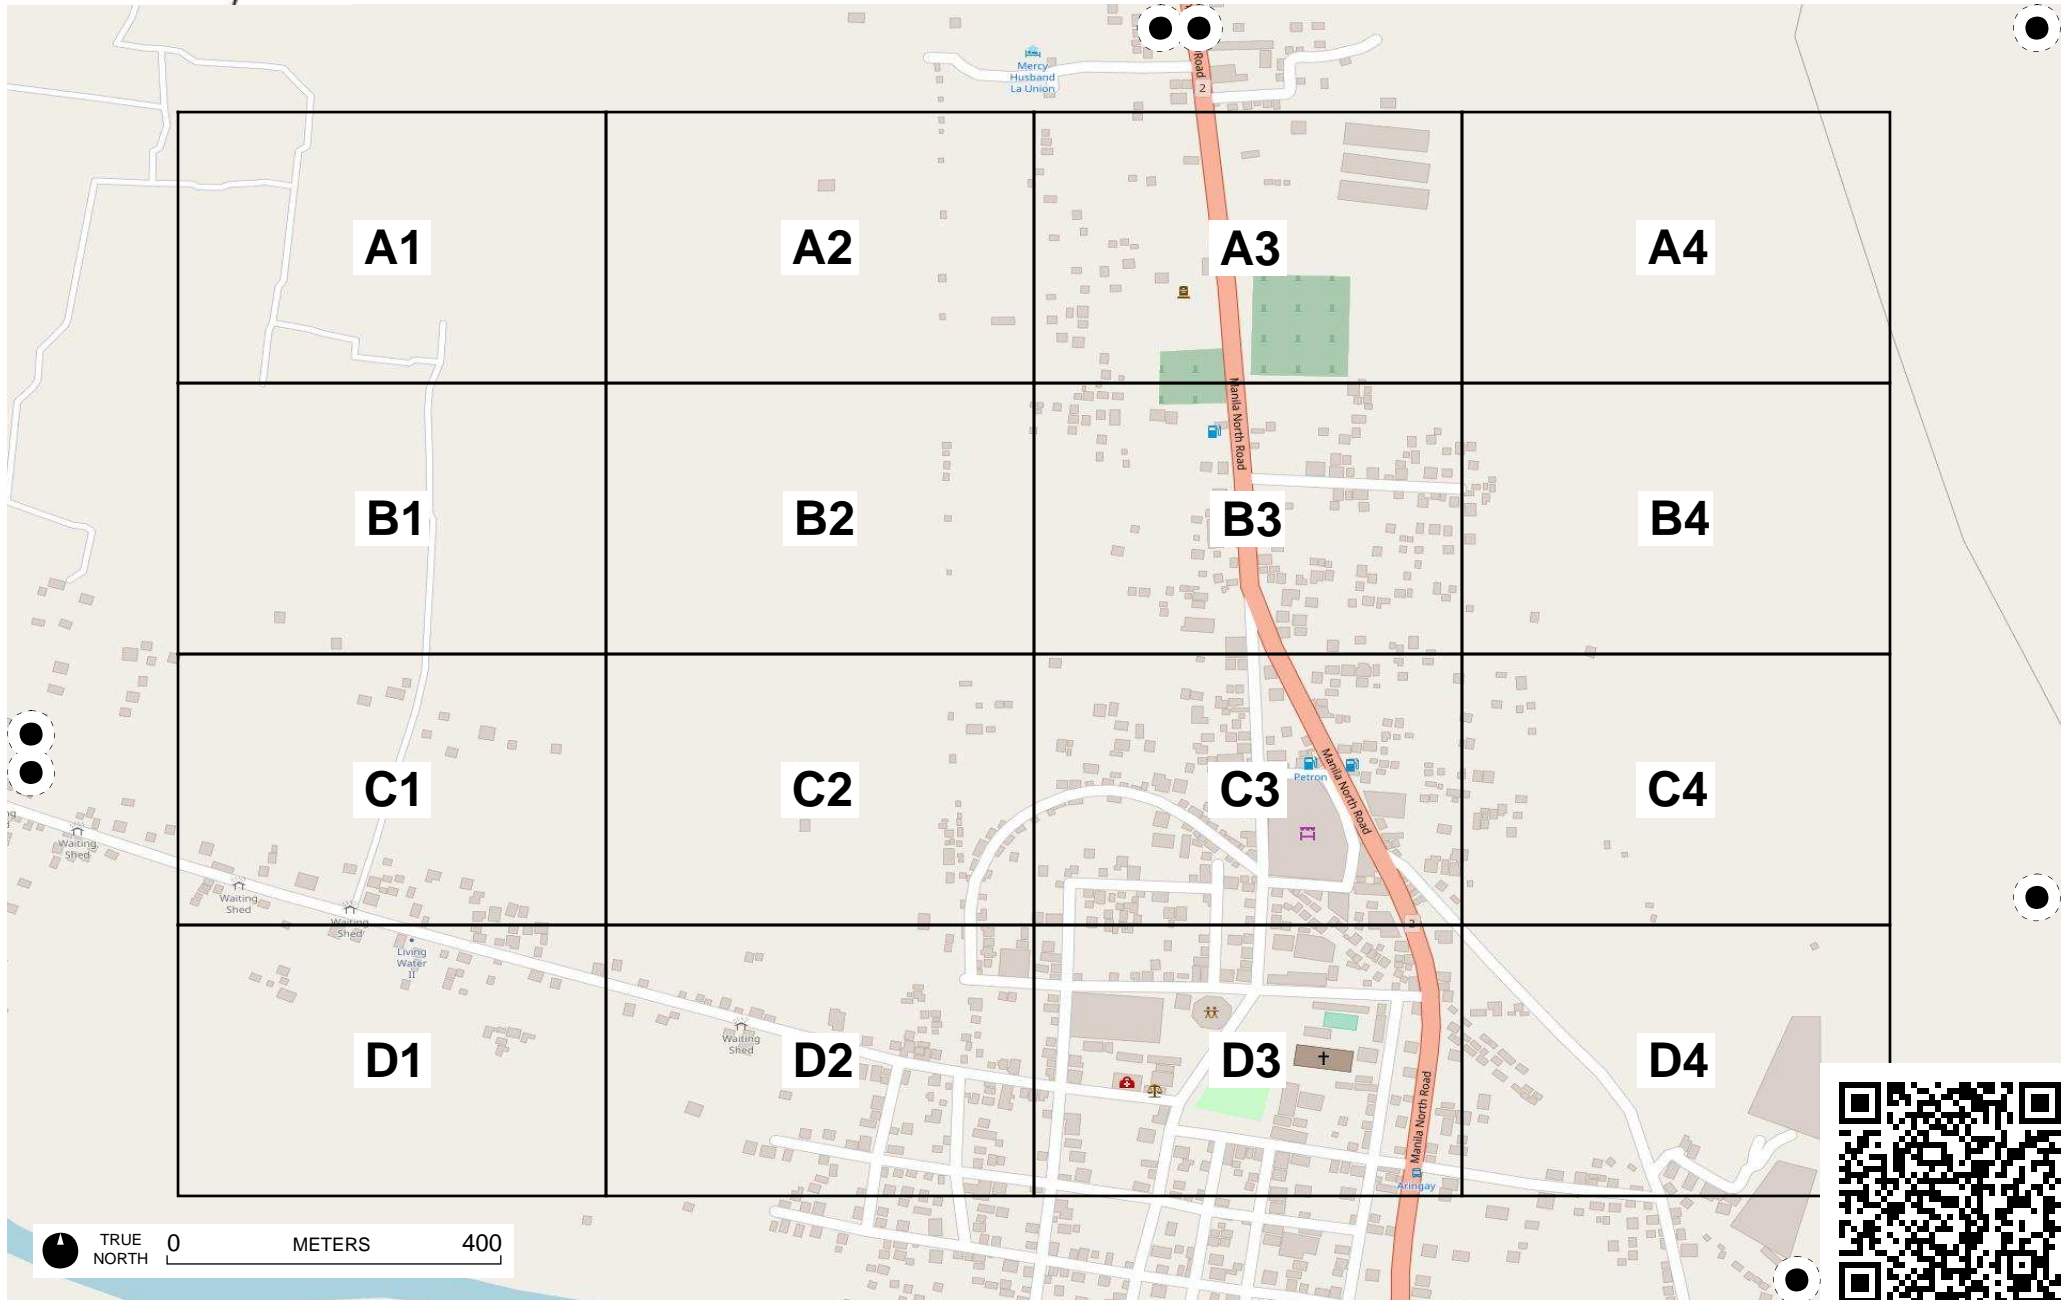 Mercy
Husband
La Union
Road
2
A1
A2
A3
A4
Manila North Road
B1
B2
B3
B4
C1
C2
C3
C4
Petron
Manila North Road
Waiting
Shed
Waiting
Shed
Waiting
Shed
2
Living
Water
II
Waiting
Shed
D1
D2
D3
D4
Manila North Road
Aringay
TRUE
NORTH
0
METERS
400